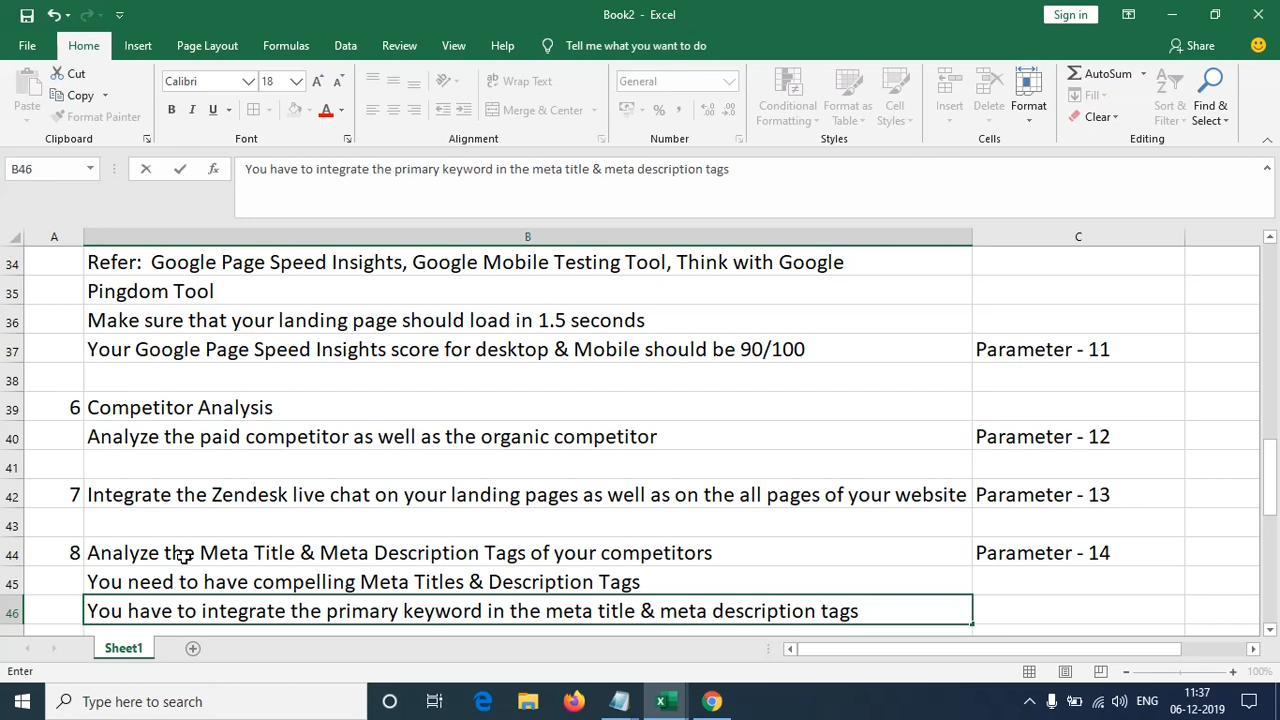 Book2 - Excel
Sign in
File Home Insert Page Layout Formulas Data Review View Help Tell me what you want to do Share
Paste Cut Copy Format Painter Clipboard
Calibri 18 B I U A Font
Wrap Text Merge & Center Alignment
General % Number
Conditional Formatting Format as Table Cell Styles Styles
Insert Delete Format Cells
AutoSum Fill Clear Sort & Filter Find & Select Editing
B46 fx You have to integrate the primary keyword in the meta title & meta description tags
A B C
34 Refer:  Google Page Speed Insights, Google Mobile Testing Tool, Think with Google
35 Pingdom Tool
36 Make sure that your landing page should load in 1.5 seconds
37 Your Google Page Speed Insights score for desktop & Mobile should be 90/100 Parameter - 11
38
39 6 Competitor Analysis
40 Analyze the paid competitor as well as the organic competitor Parameter - 12
41
42 7 Integrate the Zendesk live chat on your landing pages as well as on the all pages of your website Parameter - 13
43
44 8 Analyze the Meta Title & Meta Description Tags of your competitors Parameter - 14
45 You need to have compelling Meta Titles & Description Tags
46 You have to integrate the primary keyword in the meta title & meta description tags
Sheet1
Enter 100%
Type here to search ENG 11:37
06-12-2019